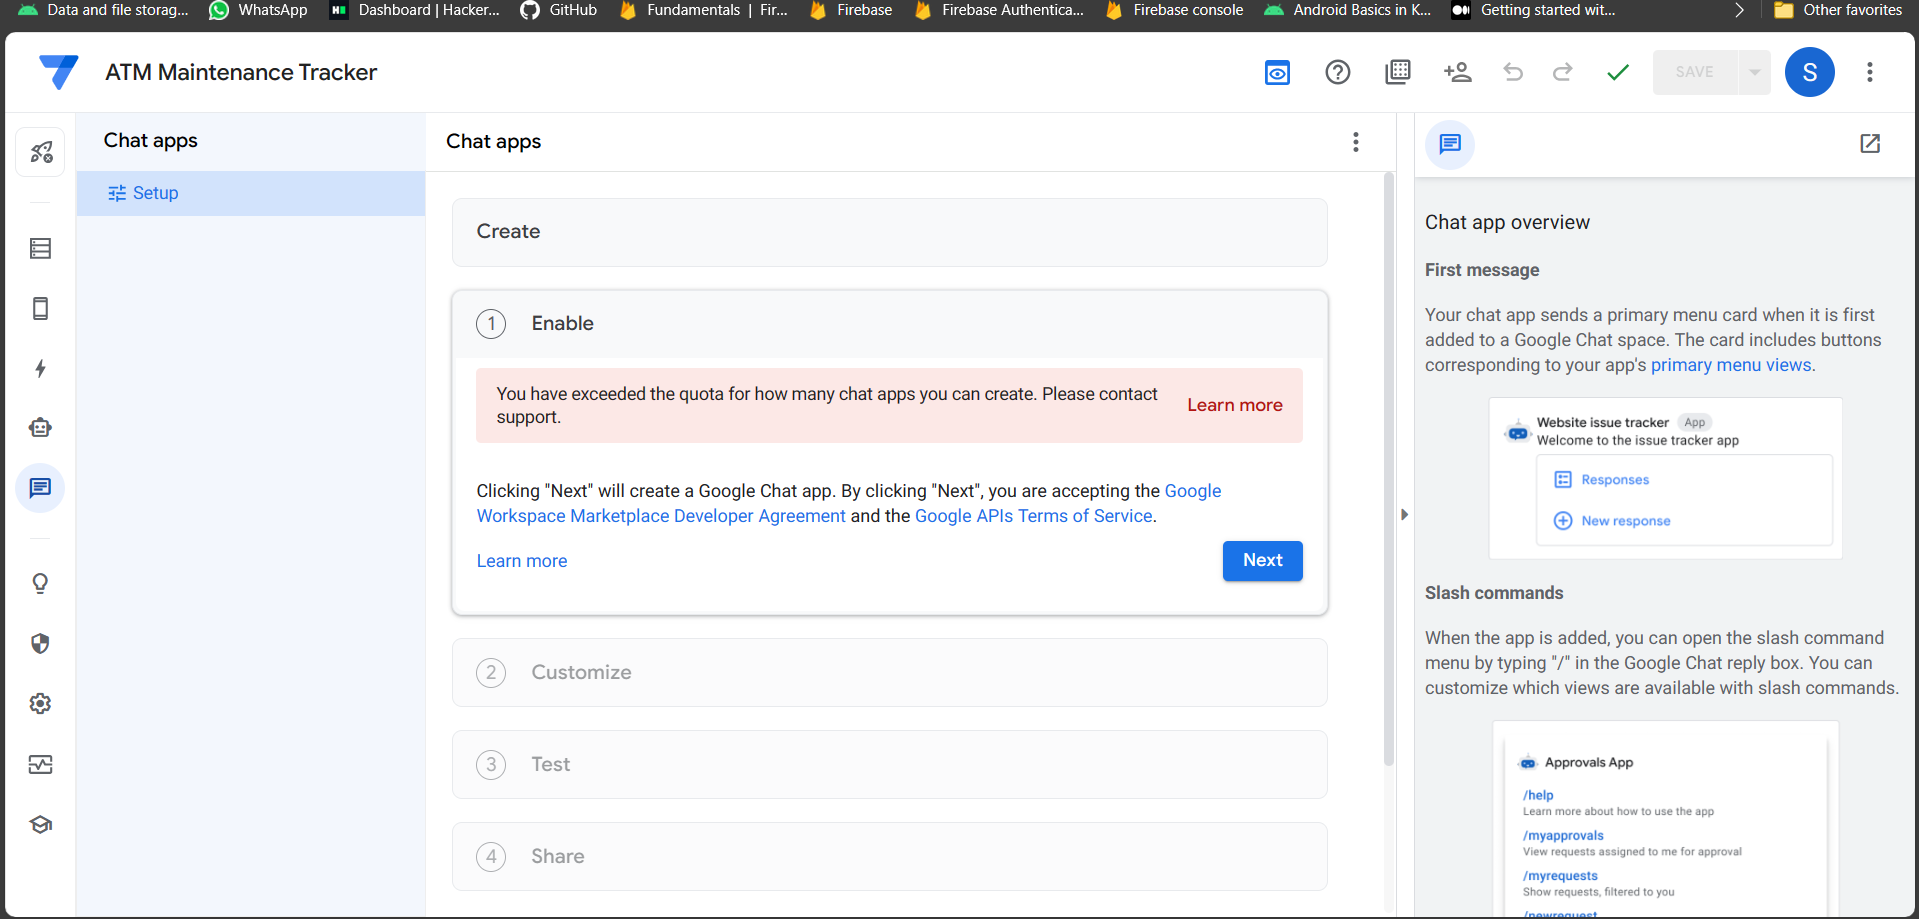 Data and file storag...
WhatsApp
Dashboard | Hacker...
GitHub
Fundamentals | Fir...
Firebase
Firebase Authentica...
Firebase console
Android Basics in K...
Getting started wit...
Other favorites
ATM Maintenance Tracker
SAVE
S
Chat apps
Setup
Chat apps
Create
1 Enable
You have exceeded the quota for how many chat apps you can create. Please contact
support.
Learn more
Clicking "Next" will create a Google Chat app. By clicking "Next", you are accepting the Google
Workspace Marketplace Developer Agreement and the Google APIs Terms of Service.
Learn more
Next
2 Customize
3 Test
4 Share
Chat app overview
First message
Your chat app sends a primary menu card when it is first
added to a Google Chat space. The card includes buttons
corresponding to your app's primary menu views.
Website issue tracker App
Welcome to the issue tracker app
Responses
New response
Slash commands
When the app is added, you can open the slash command
menu by typing "/" in the Google Chat reply box. You can
customize which views are available with slash commands.
Approvals App
/help
Learn more about how to use the app
/myapprovals
View requests assigned to me for approval
/myrequests
Show requests, filtered to you
/newrequest